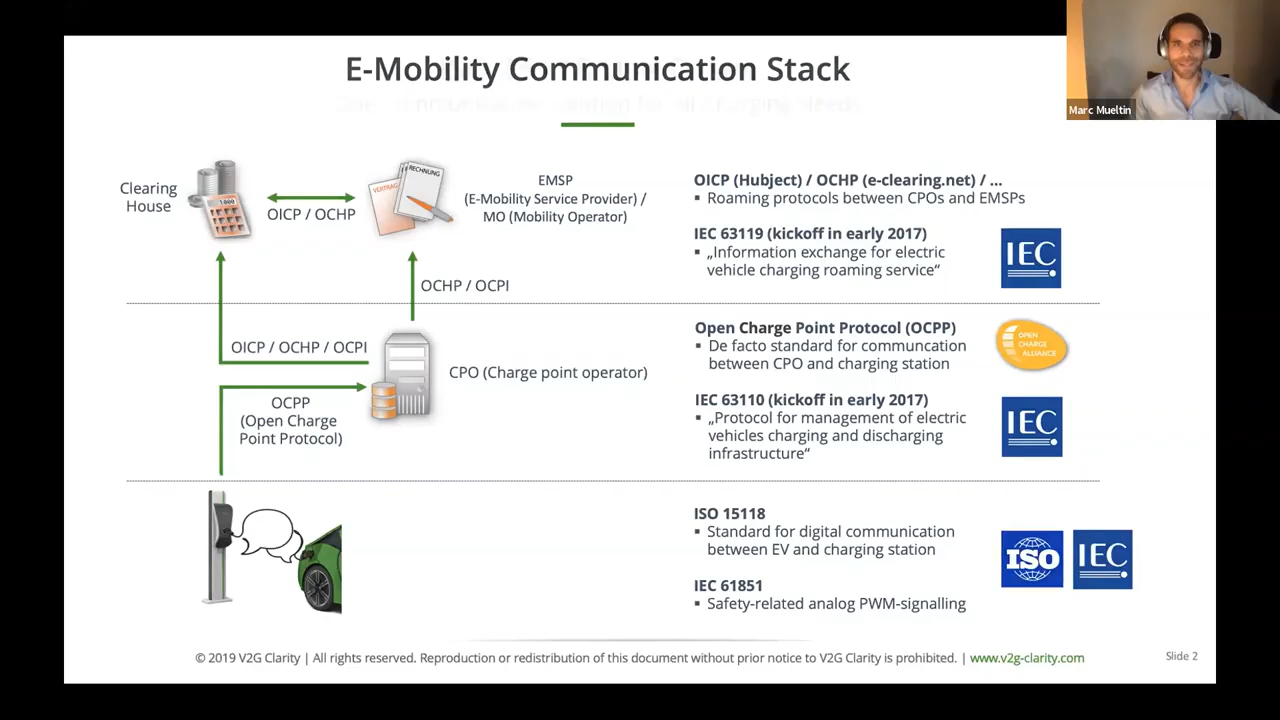 E-Mobility Communication Stack
Marc Mueltin
Clearing
House
OICP / OCHP
VERTRAG
RECHNUNG
EMSP
(E-Mobility Service Provider) /
MO (Mobility Operator)
OCHP / OCPI
OICP / OCHP / OCPI
CPO (Charge point operator)
OCPP
(Open Charge
Point Protocol)
OICP (Hubject) / OCHP (e-clearing.net) / ...
▪ Roaming protocols between CPOs and EMSPs
IEC 63119 (kickoff in early 2017)
▪ „Information exchange for electric
vehicle charging roaming service“
IEC
Open Charge Point Protocol (OCPP)
▪ De facto standard for communcation
between CPO and charging station
OPEN
CHARGE
ALLIANCE
IEC 63110 (kickoff in early 2017)
▪ „Protocol for management of electric
vehicles charging and discharging
infrastructure“
IEC
ISO 15118
▪ Standard for digital communication
between EV and charging station
ISO
IEC
IEC 61851
▪ Safety-related analog PWM-signalling
© 2019 V2G Clarity | All rights reserved. Reproduction or redistribution of this document without prior notice to V2G Clarity is prohibited. | www.v2g-clarity.com
Slide 2